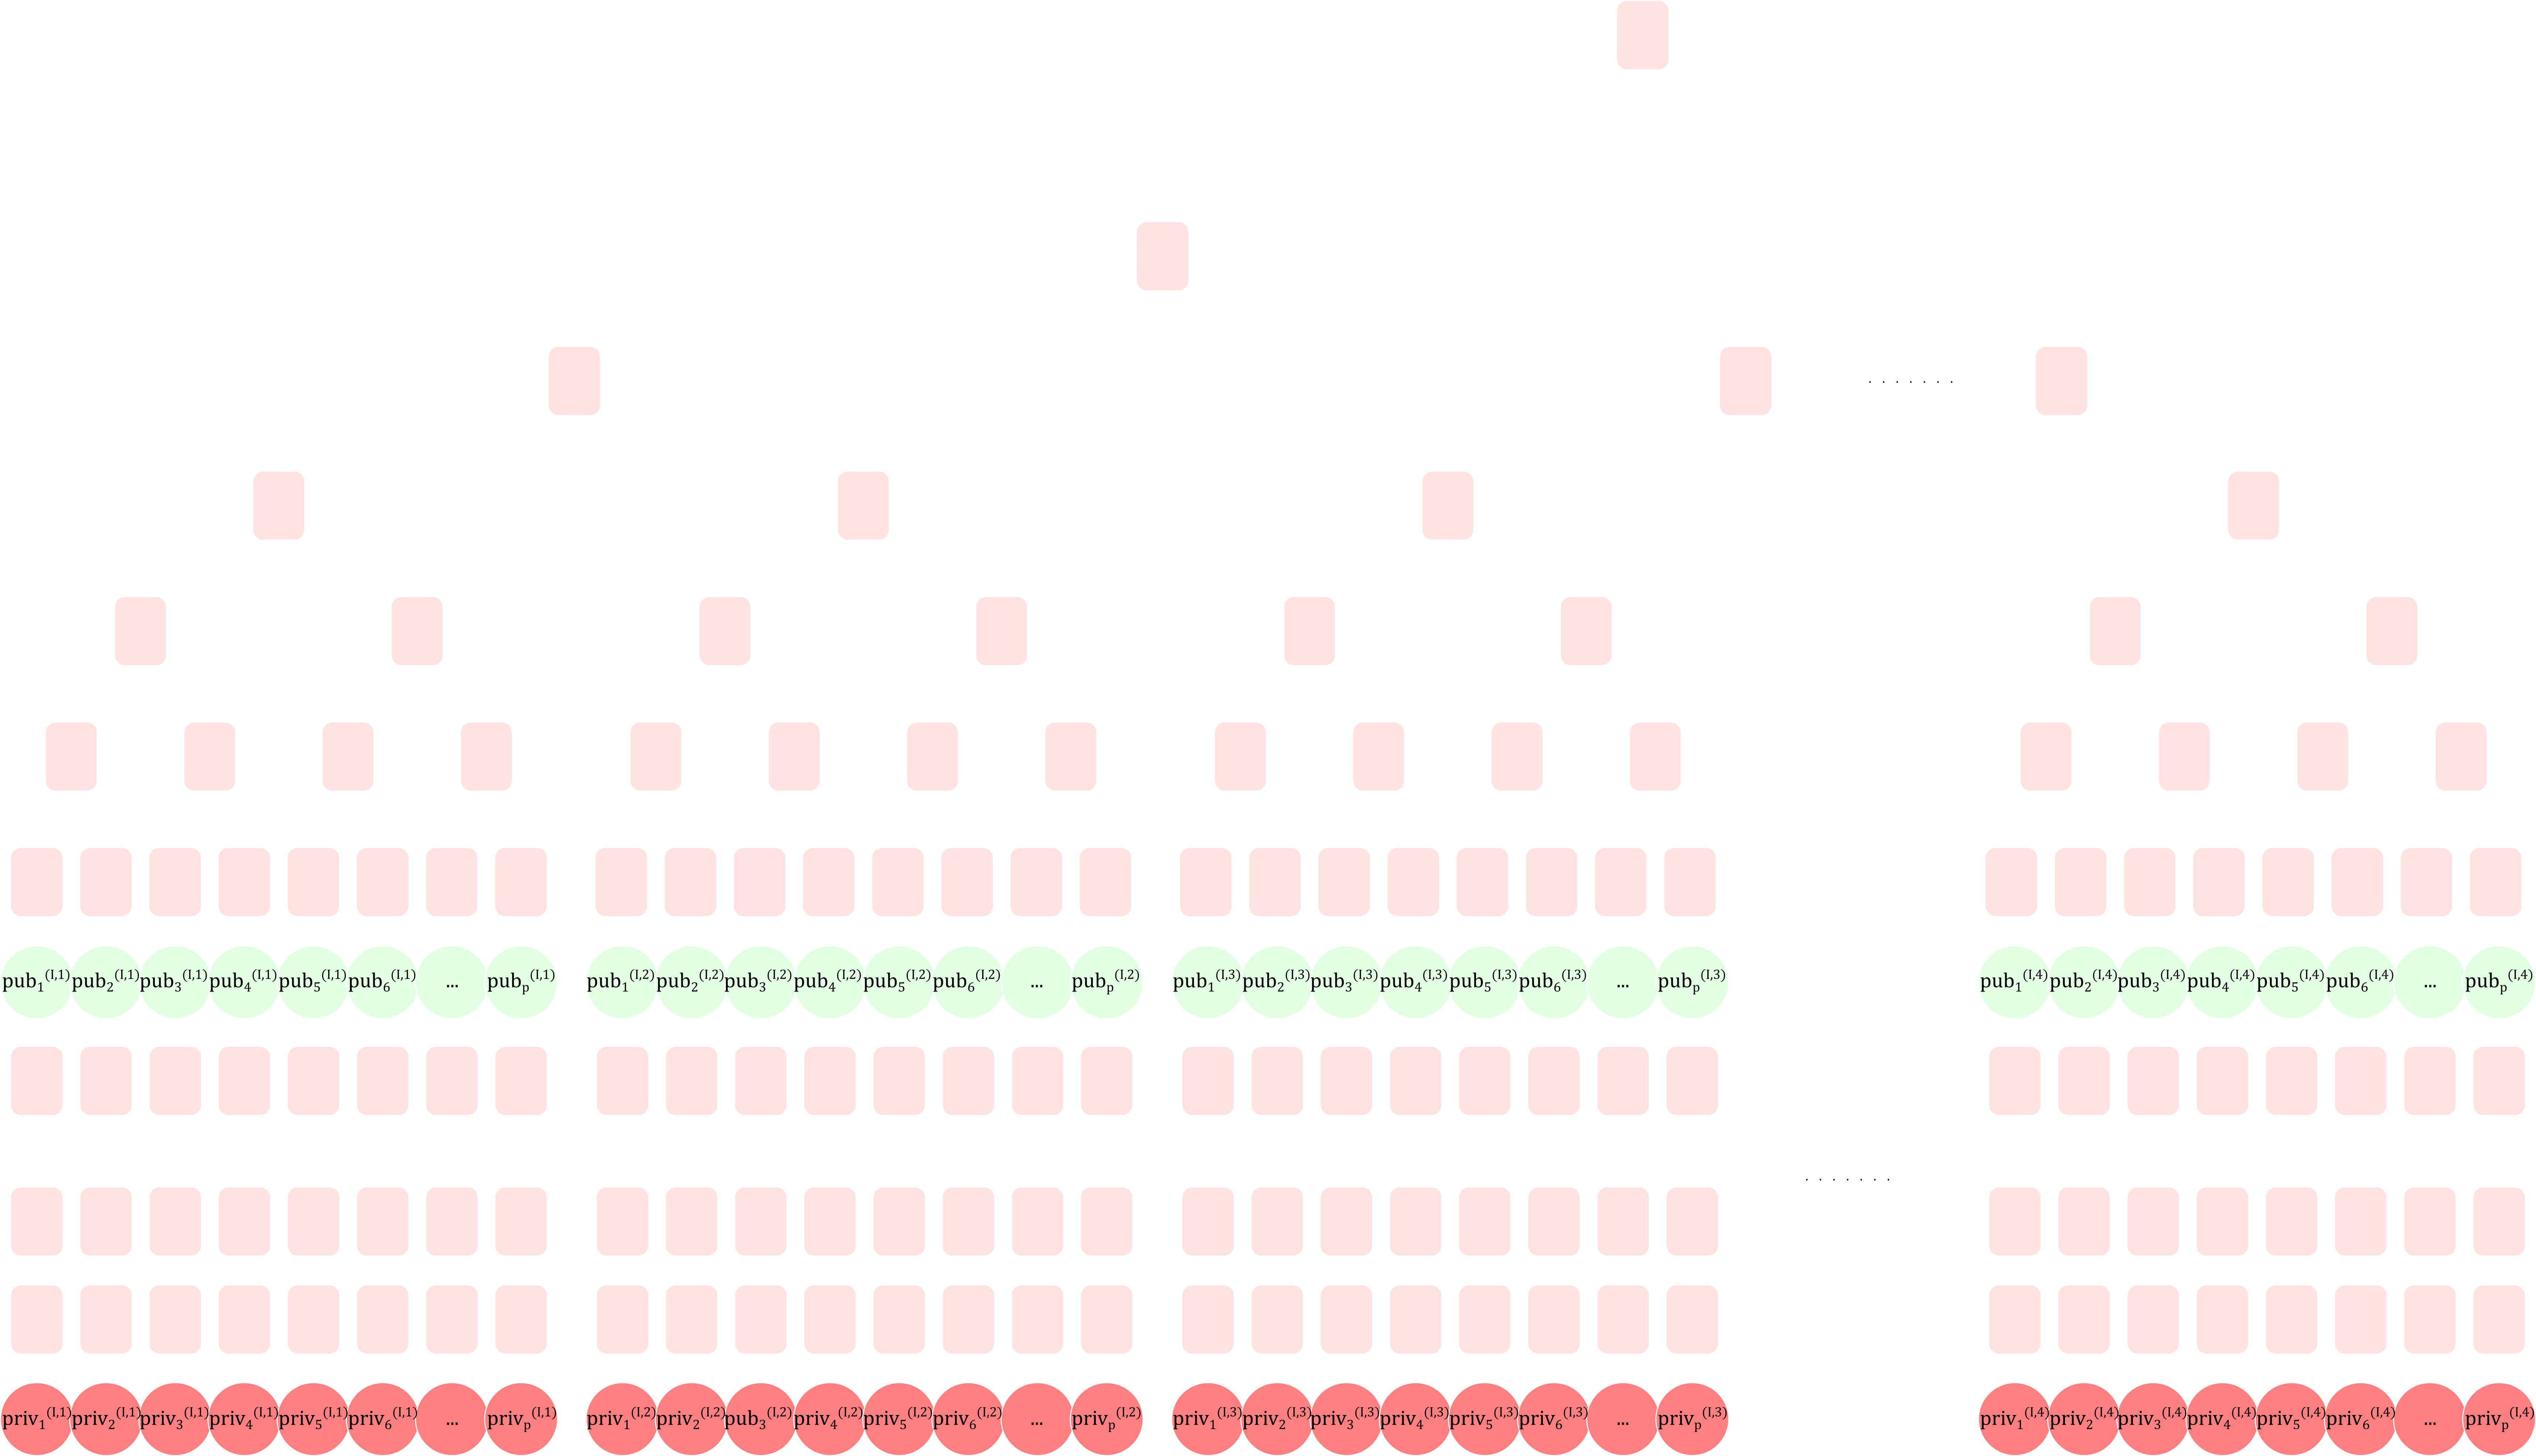 . . . . . . .
pub₁⁽ᴵ,¹⁾ pub₂⁽ᴵ,¹⁾ pub₃⁽ᴵ,¹⁾ pub₄⁽ᴵ,¹⁾ pub₅⁽ᴵ,¹⁾ pub₆⁽ᴵ,¹⁾ ... pubₚ⁽ᴵ,¹⁾ pub₁⁽ᴵ,²⁾ pub₂⁽ᴵ,²⁾ pub₃⁽ᴵ,²⁾ pub₄⁽ᴵ,²⁾ pub₅⁽ᴵ,²⁾ pub₆⁽ᴵ,²⁾ ... pubₚ⁽ᴵ,²⁾ pub₁⁽ᴵ,³⁾ pub₂⁽ᴵ,³⁾ pub₃⁽ᴵ,³⁾ pub₄⁽ᴵ,³⁾ pub₅⁽ᴵ,³⁾ pub₆⁽ᴵ,³⁾ ... pubₚ⁽ᴵ,³⁾ pub₁⁽ᴵ,⁴⁾ pub₂⁽ᴵ,⁴⁾ pub₃⁽ᴵ,⁴⁾ pub₄⁽ᴵ,⁴⁾ pub₅⁽ᴵ,⁴⁾ pub₆⁽ᴵ,⁴⁾ ... pubₚ⁽ᴵ,⁴⁾
. . . . . . .
priv₁⁽ᴵ,¹⁾ priv₂⁽ᴵ,¹⁾ priv₃⁽ᴵ,¹⁾ priv₄⁽ᴵ,¹⁾ priv₅⁽ᴵ,¹⁾ priv₆⁽ᴵ,¹⁾ ... privₚ⁽ᴵ,¹⁾ priv₁⁽ᴵ,²⁾ priv₂⁽ᴵ,²⁾ pub₃⁽ᴵ,²⁾ priv₄⁽ᴵ,²⁾ priv₅⁽ᴵ,²⁾ priv₆⁽ᴵ,²⁾ ... privₚ⁽ᴵ,²⁾ priv₁⁽ᴵ,³⁾ priv₂⁽ᴵ,³⁾ priv₃⁽ᴵ,³⁾ priv₄⁽ᴵ,³⁾ priv₅⁽ᴵ,³⁾ priv₆⁽ᴵ,³⁾ ... privₚ⁽ᴵ,³⁾ priv₁⁽ᴵ,⁴⁾ priv₂⁽ᴵ,⁴⁾ priv₃⁽ᴵ,⁴⁾ priv₄⁽ᴵ,⁴⁾ priv₅⁽ᴵ,⁴⁾ priv₆⁽ᴵ,⁴⁾ ... privₚ⁽ᴵ,⁴⁾